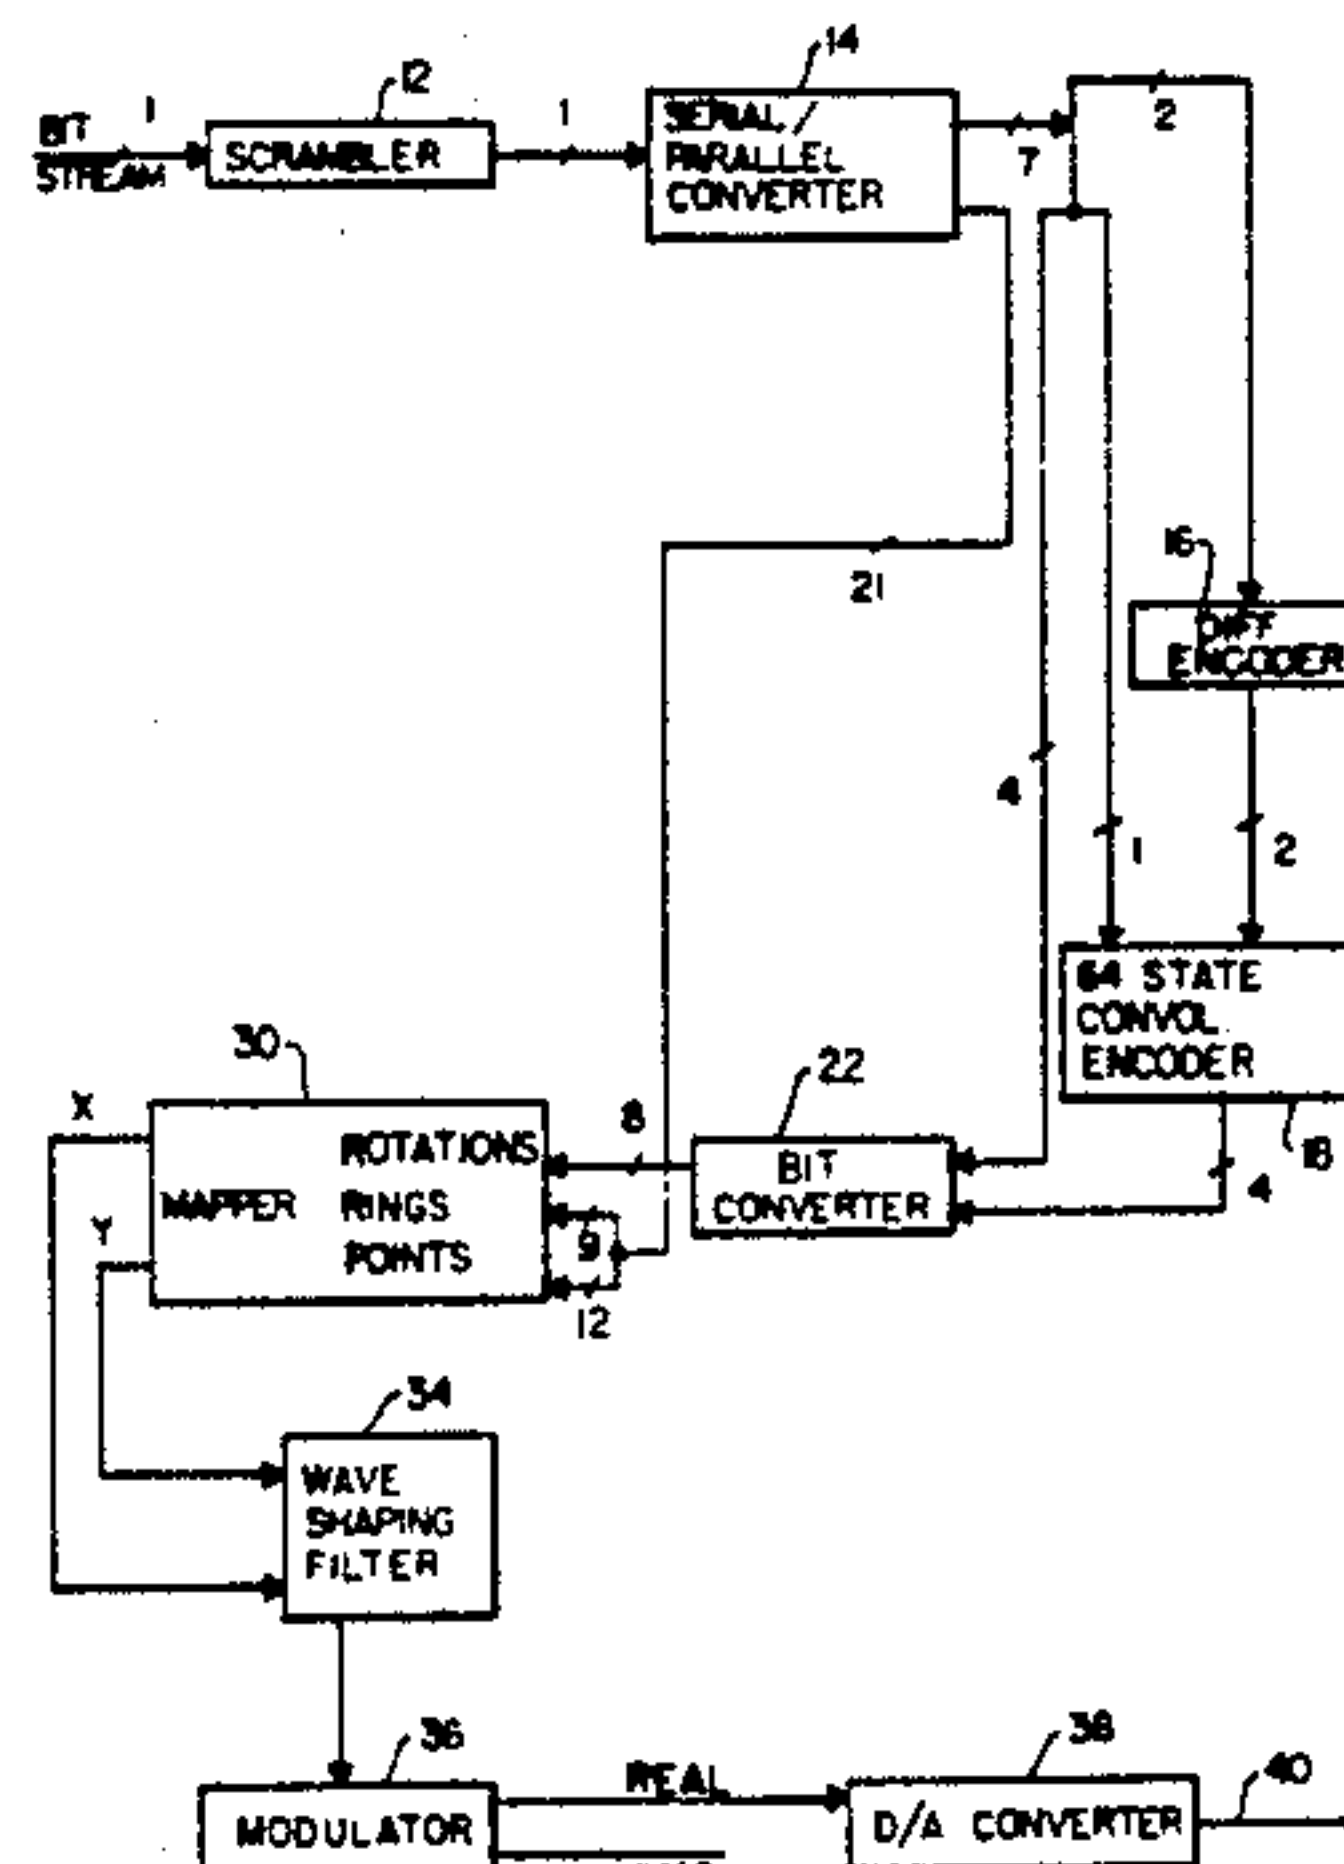 14
12
BIT
STREAM
1
SCRAMBLER
1
SERIAL /
PARALLEL
CONVERTER
7
2
21
16
DIFF
ENCODER
4
1
2
64 STATE
CONVOL
ENCODER
18
4
30
X
Y
MAPPER
ROTATIONS
RINGS
POINTS
8
9
12
22
BIT
CONVERTER
34
WAVE
SHAPING
FILTER
36
MODULATOR
REAL
38
D/A CONVERTER
40